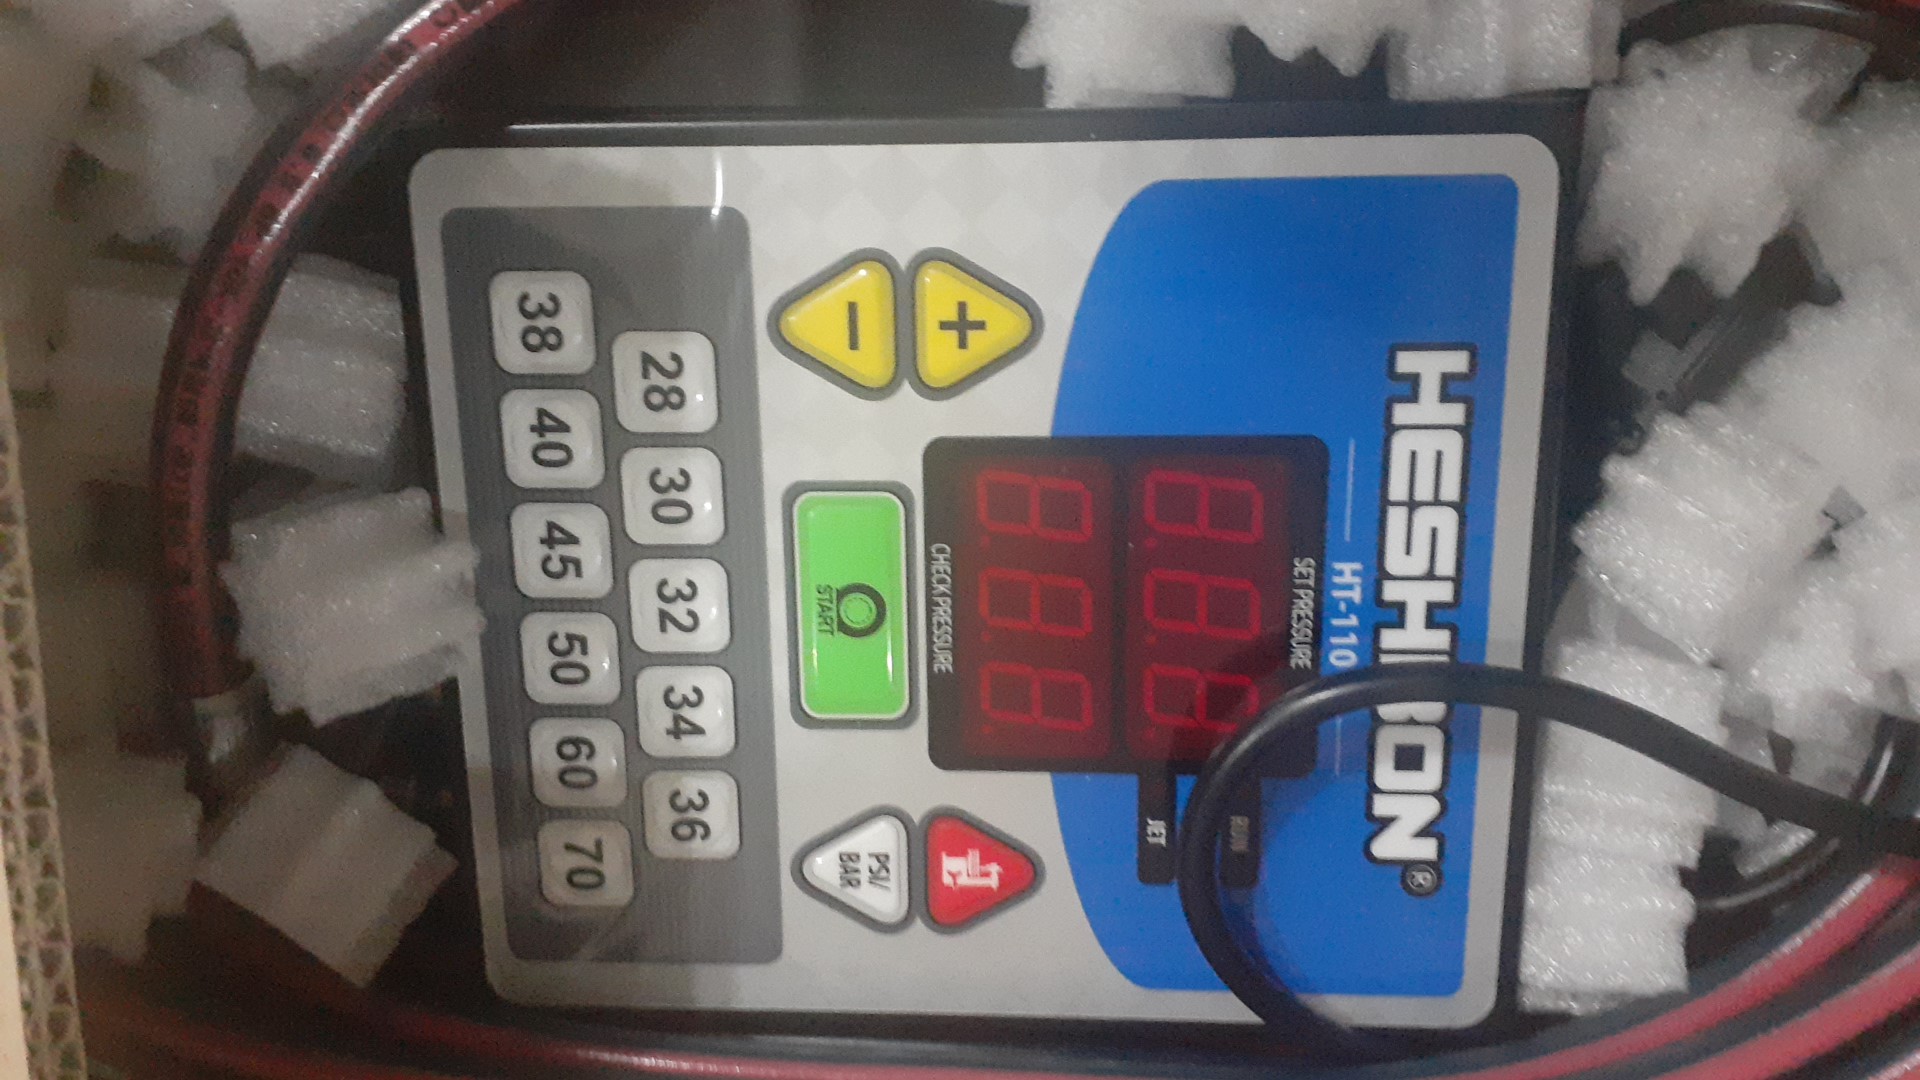 HESHBON®
HT-110
SET PRESSURE
RUN
JET
CHECK PRESSURE
+
PSI/
BAR
−
START
28 30 32 34 36
38 40 45 50 60 70